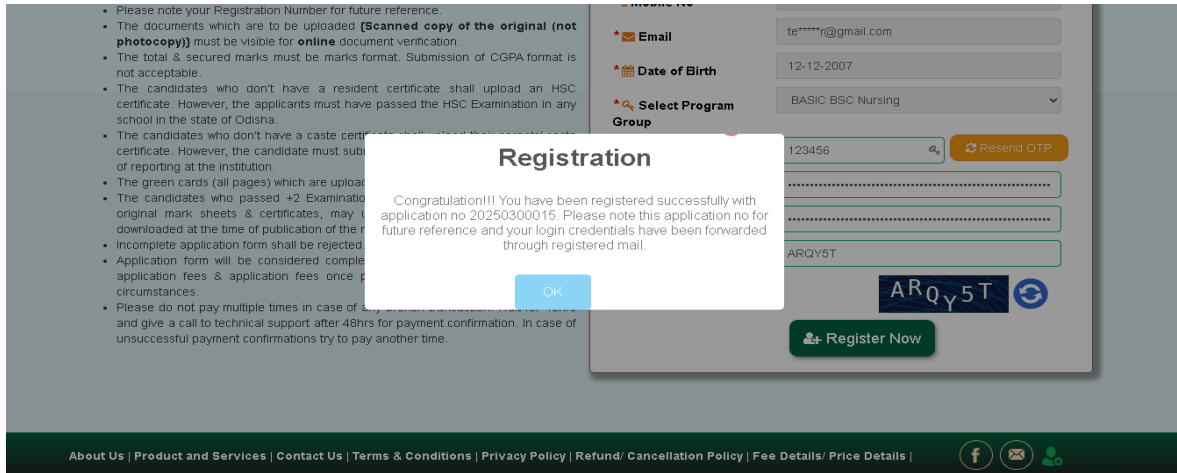 Please note your Registration Number for future reference.
The documents which are to be uploaded {Scanned copy of the original (not
photocopy)} must be visible for online document verification.
The total & secured marks must be marks format. Submission of CGPA format is
not acceptable.
The candidates who don't have a resident certificate shall upload an HSC
certificate. However, the applicants must have passed the HSC Examination in any
school in the state of Odisha.
The candidates who don't have a caste
certificate. However, the candidate must
of reporting at the institution.
The green cards (all pages) which are
The candidates who passed +2
original mark sheets & certificates, may
downloaded at the time of publication of the
Incomplete application form shall be rejected.
Application form will be considered
application fees & application fees once
circumstances.
Please do not pay multiple times in case of
and give a call to technical support after 48hrs for payment confirmation. In case of
unsuccessful payment confirmations try to pay another time.
* Email
te*****r@gmail.com
* Date of Birth
12-12-2007
* Select Program
Group
BASIC BSC Nursing
123456
Resend OTP
ARQY5T
ARQY5T
Register Now
Registration
Congratulation!!! You have been registered successfully with
application no 20250300015. Please note this application no for
future reference and your login credentials have been forwarded
through registered mail.
OK
About Us | Product and Services | Contact Us | Terms & Conditions | Privacy Policy | Refund/ Cancellation Policy | Fee Details/ Price Details |